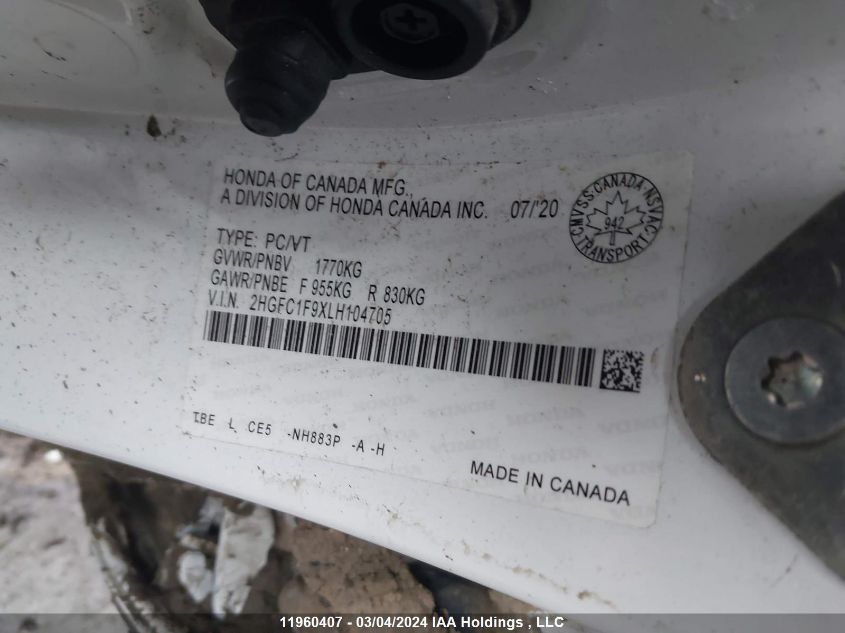 HONDA OF CANADA MFG.,
A DIVISION OF HONDA CANADA INC. 07/'20
CMVSS·CANADA·NSVAC
942
TRANSPORT
TYPE: PC/VT
GVWR/PNBV 1770KG
GAWR/PNBE F 955KG R 830KG
V.I.N. 2HGFC1F9XLH104705
TBE L CE5 -NH883P -A -H
MADE IN CANADA
11960407 - 03/04/2024 IAA Holdings , LLC